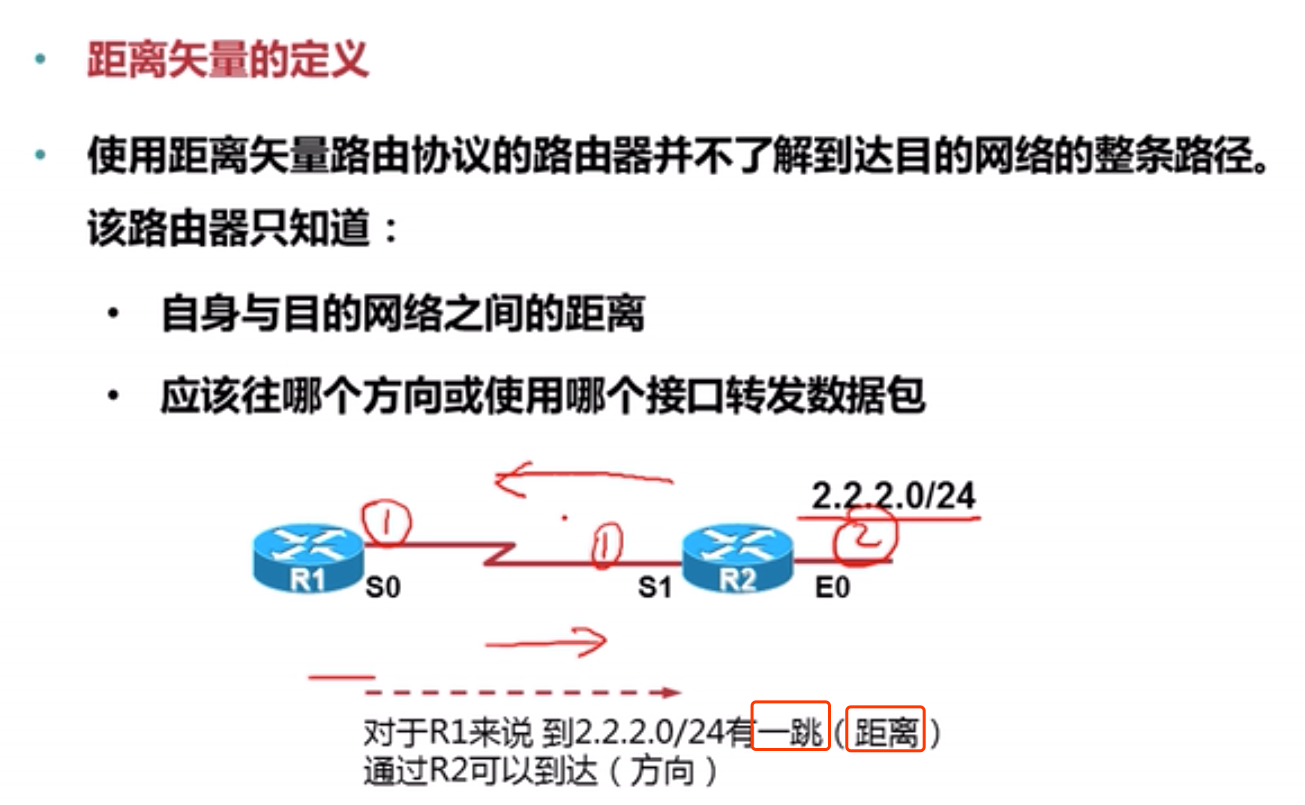 距离矢量的定义
使用距离矢量路由协议的路由器并不了解到达目的网络的整条路径。
该路由器只知道：
自身与目的网络之间的距离
应该往哪个方向或使用哪个接口转发数据包
2.2.2.0/24
1
1
2
R1
S0
S1
R2
E0
对于R1来说 到2.2.2.0/24有一跳（距离）
通过R2可以到达（方向）